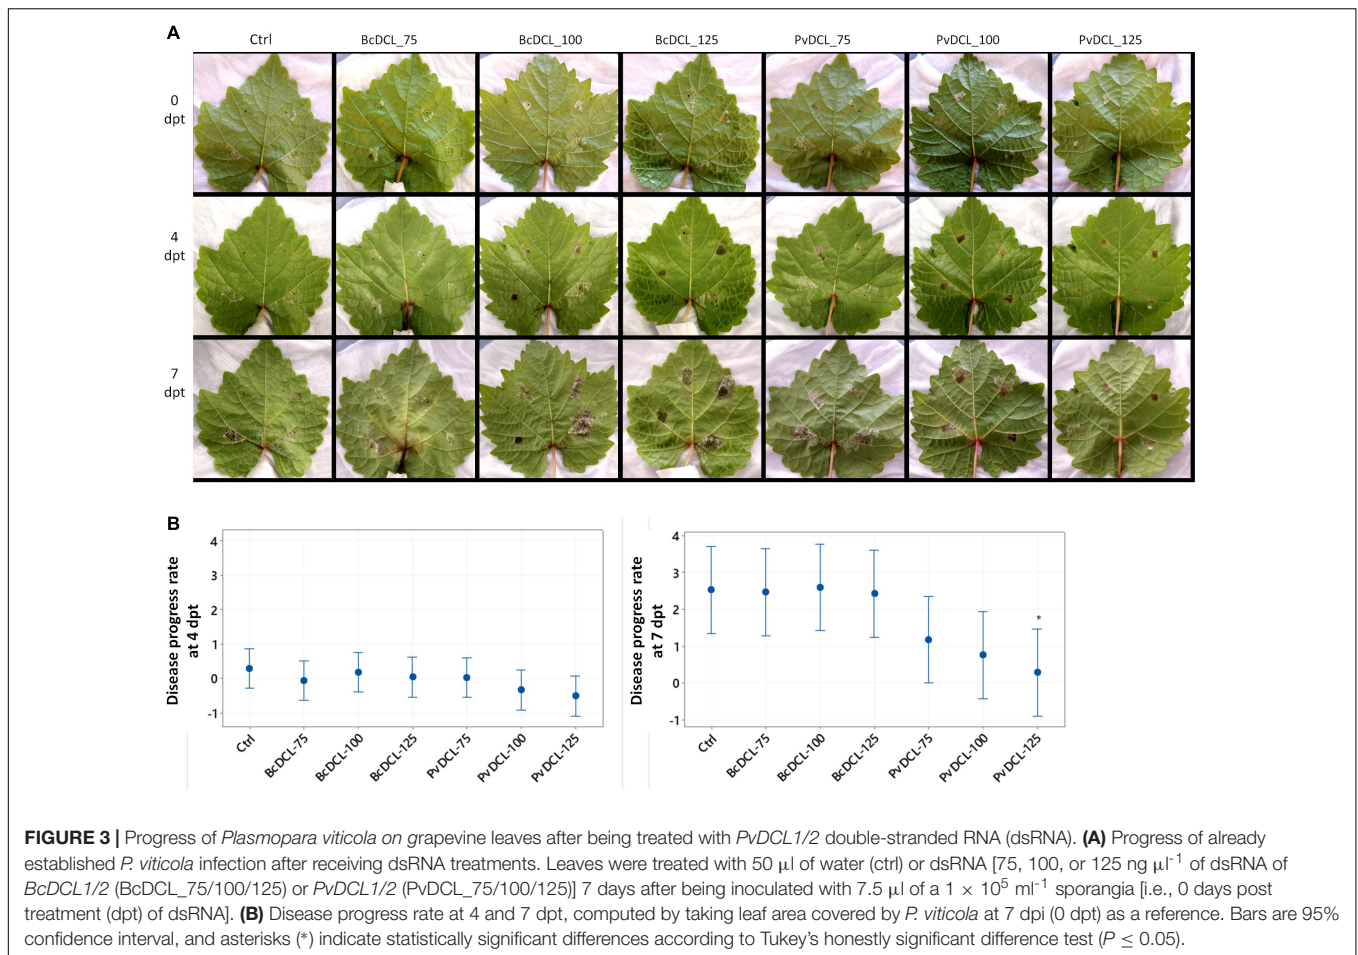 A
Ctrl BcDCL_75 BcDCL_100 BcDCL_125 PvDCL_75 PvDCL_100 PvDCL_125
0
dpt
4
dpt
7
dpt
B
Disease progress rate
at 4 dpt
4
3
2
1
0
-1
Ctrl BcDCL-75 BcDCL-100 BcDCL-125 PvDCL-75 PvDCL-100 PvDCL-125
Disease progress rate
at 7 dpt
4
3
2
1
0
-1
*
Ctrl BcDCL-75 BcDCL-100 BcDCL-125 PvDCL-75 PvDCL-100 PvDCL-125
FIGURE 3 | Progress of Plasmopara viticola on grapevine leaves after being treated with PvDCL1/2 double-stranded RNA (dsRNA). (A) Progress of already
established P. viticola infection after receiving dsRNA treatments. Leaves were treated with 50 μl of water (ctrl) or dsRNA [75, 100, or 125 ng μl⁻¹ of dsRNA of
BcDCL1/2 (BcDCL_75/100/125) or PvDCL1/2 (PvDCL_75/100/125)] 7 days after being inoculated with 7.5 μl of a 1 × 10⁵ ml⁻¹ sporangia [i.e., 0 days post
treatment (dpt) of dsRNA]. (B) Disease progress rate at 4 and 7 dpt, computed by taking leaf area covered by P. viticola at 7 dpi (0 dpt) as a reference. Bars are 95%
confidence interval, and asterisks (*) indicate statistically significant differences according to Tukey's honestly significant difference test (P ≤ 0.05).